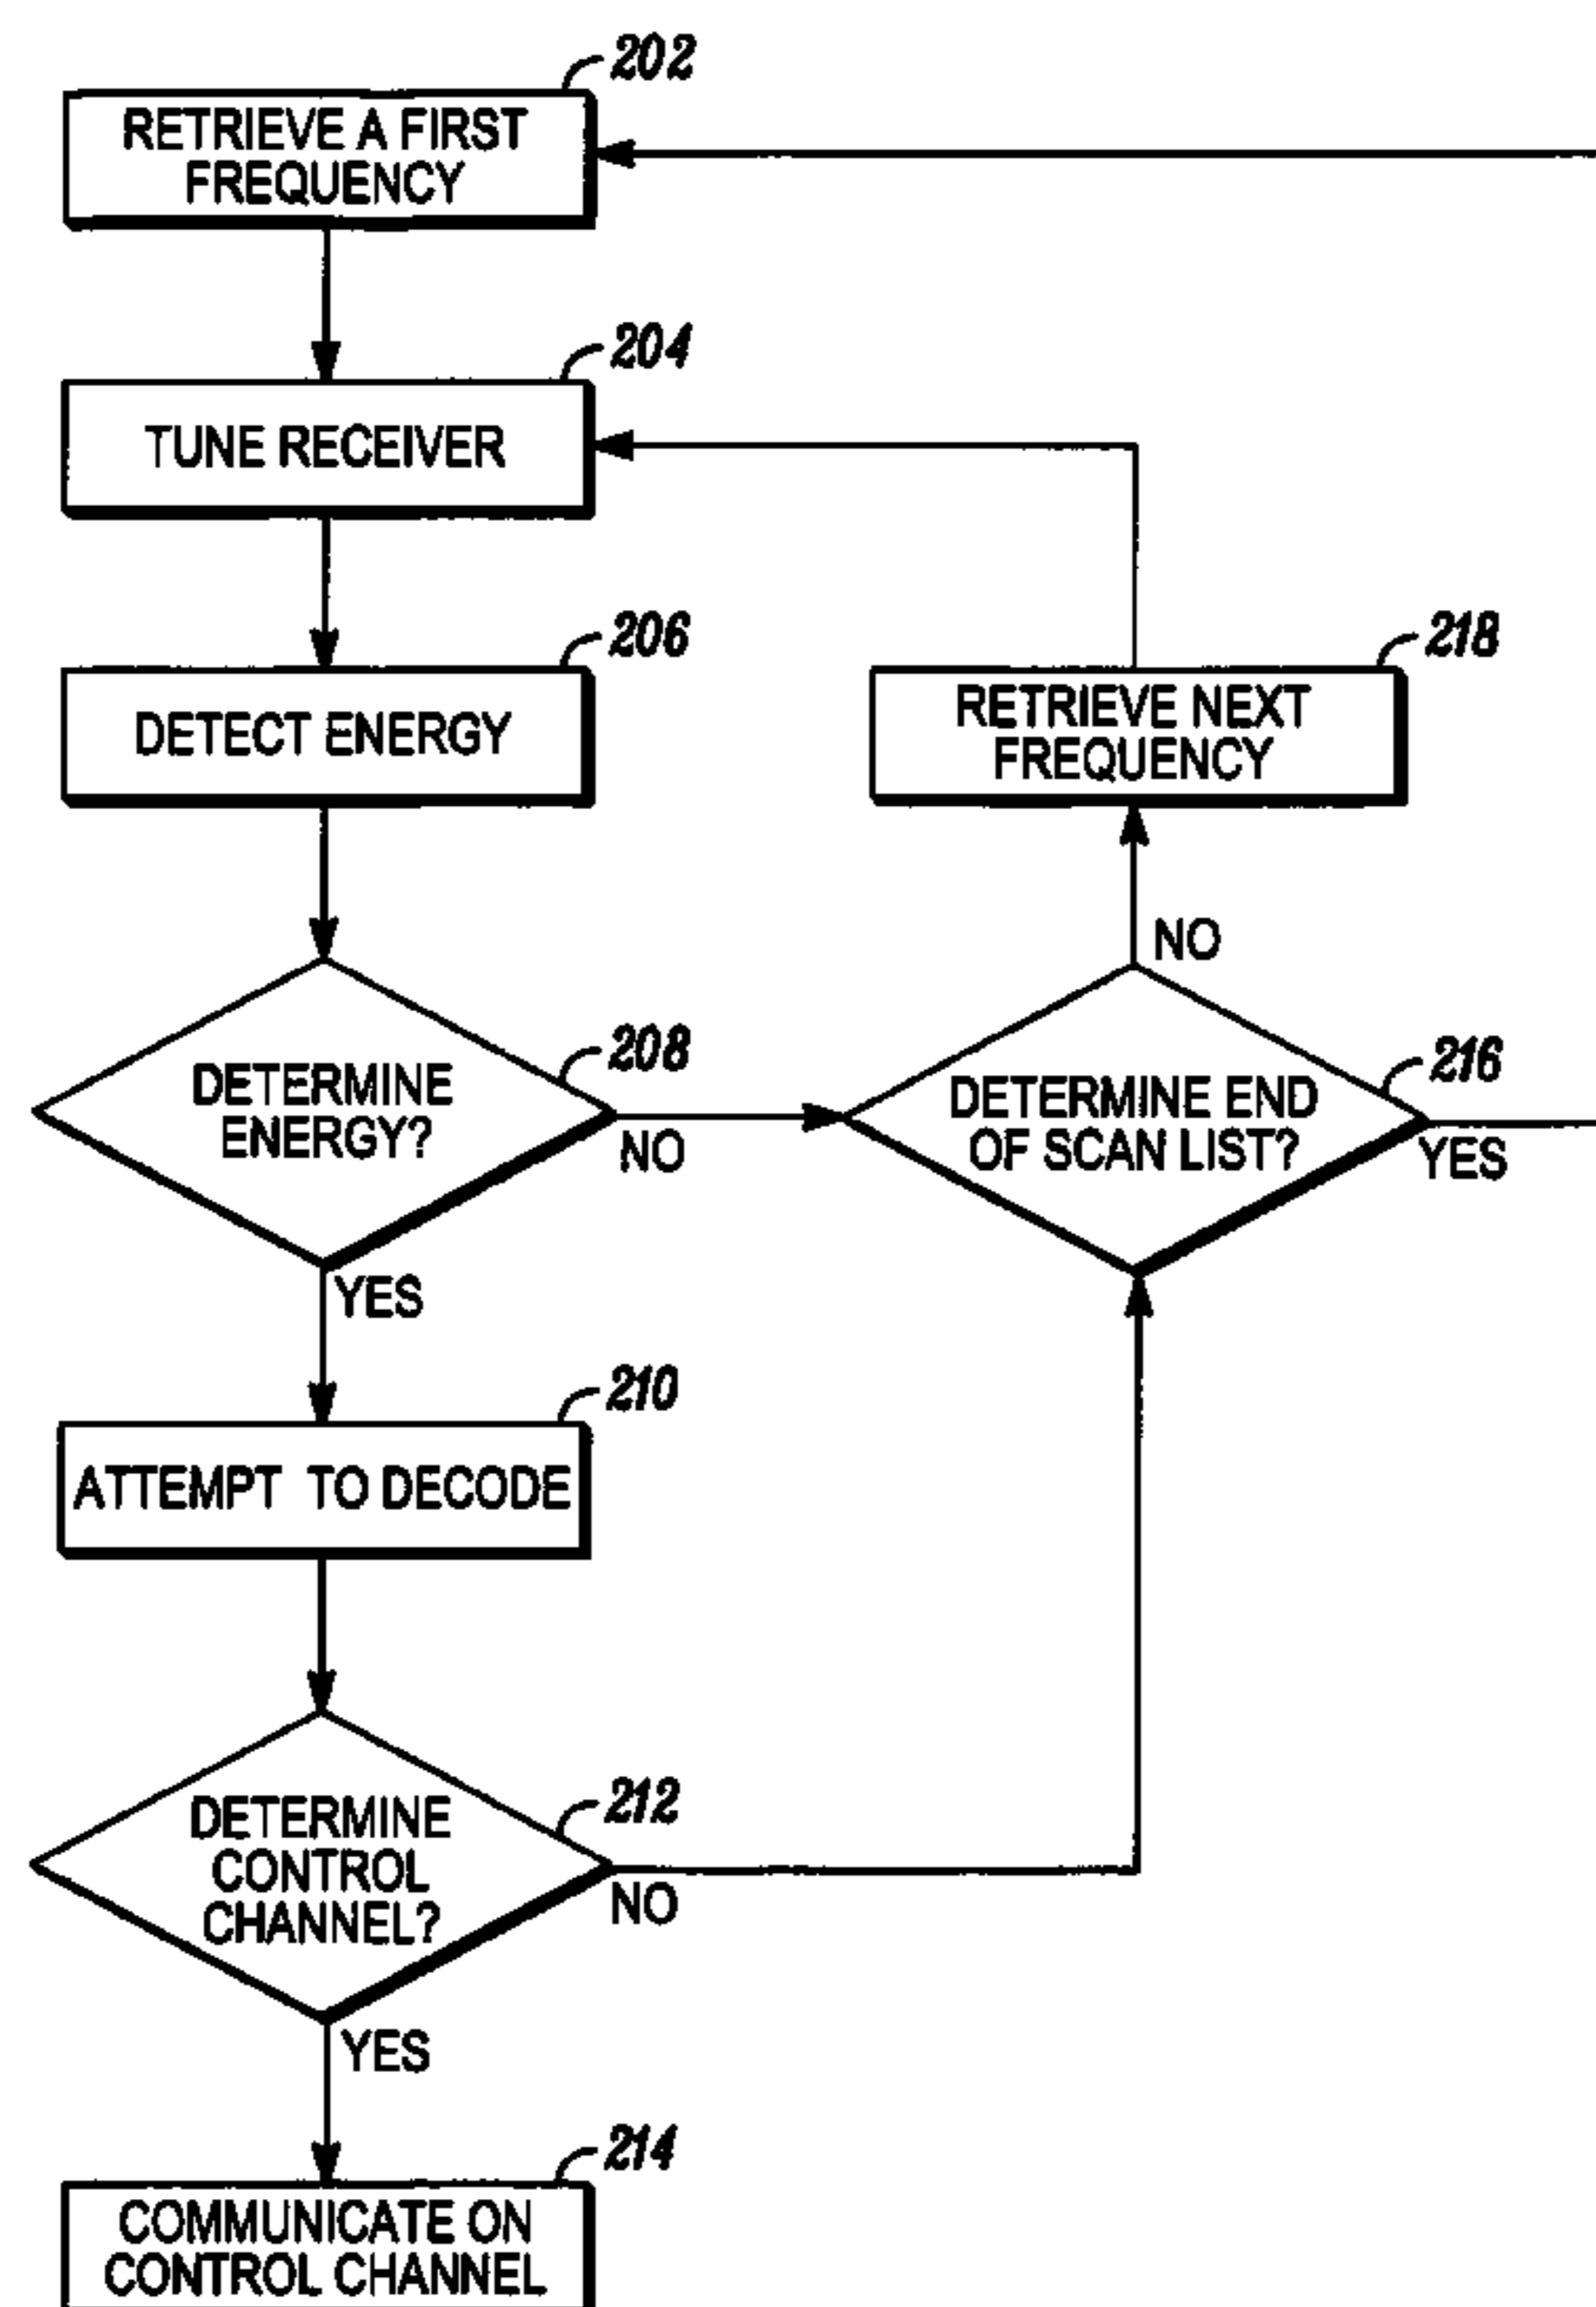 202
RETRIEVE A FIRST
FREQUENCY
204
TUNE RECEIVER
206
DETECT ENERGY
218
RETRIEVE NEXT
FREQUENCY
NO
208
DETERMINE
ENERGY?
NO
216
DETERMINE END
OF SCAN LIST?
YES
YES
210
ATTEMPT TO DECODE
212
DETERMINE
CONTROL
CHANNEL?
NO
YES
214
COMMUNICATE ON
CONTROL CHANNEL